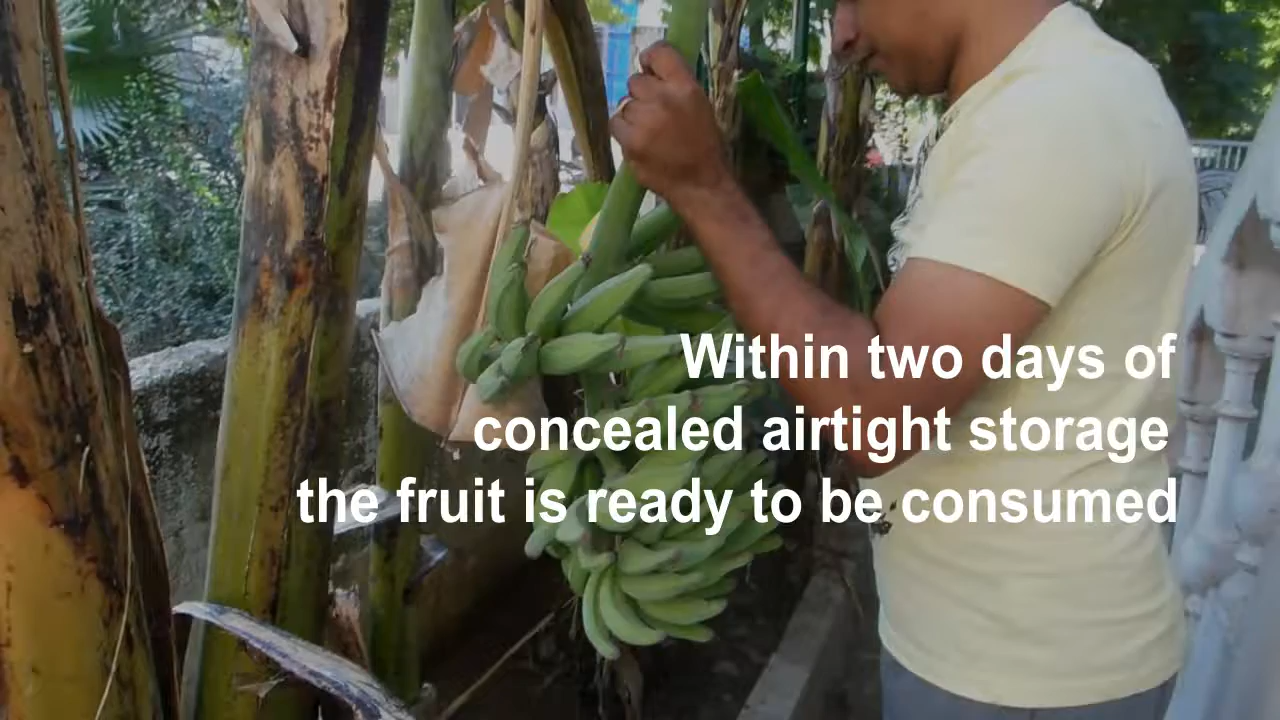 Within two days of
concealed airtight storage
the fruit is ready to be consumed